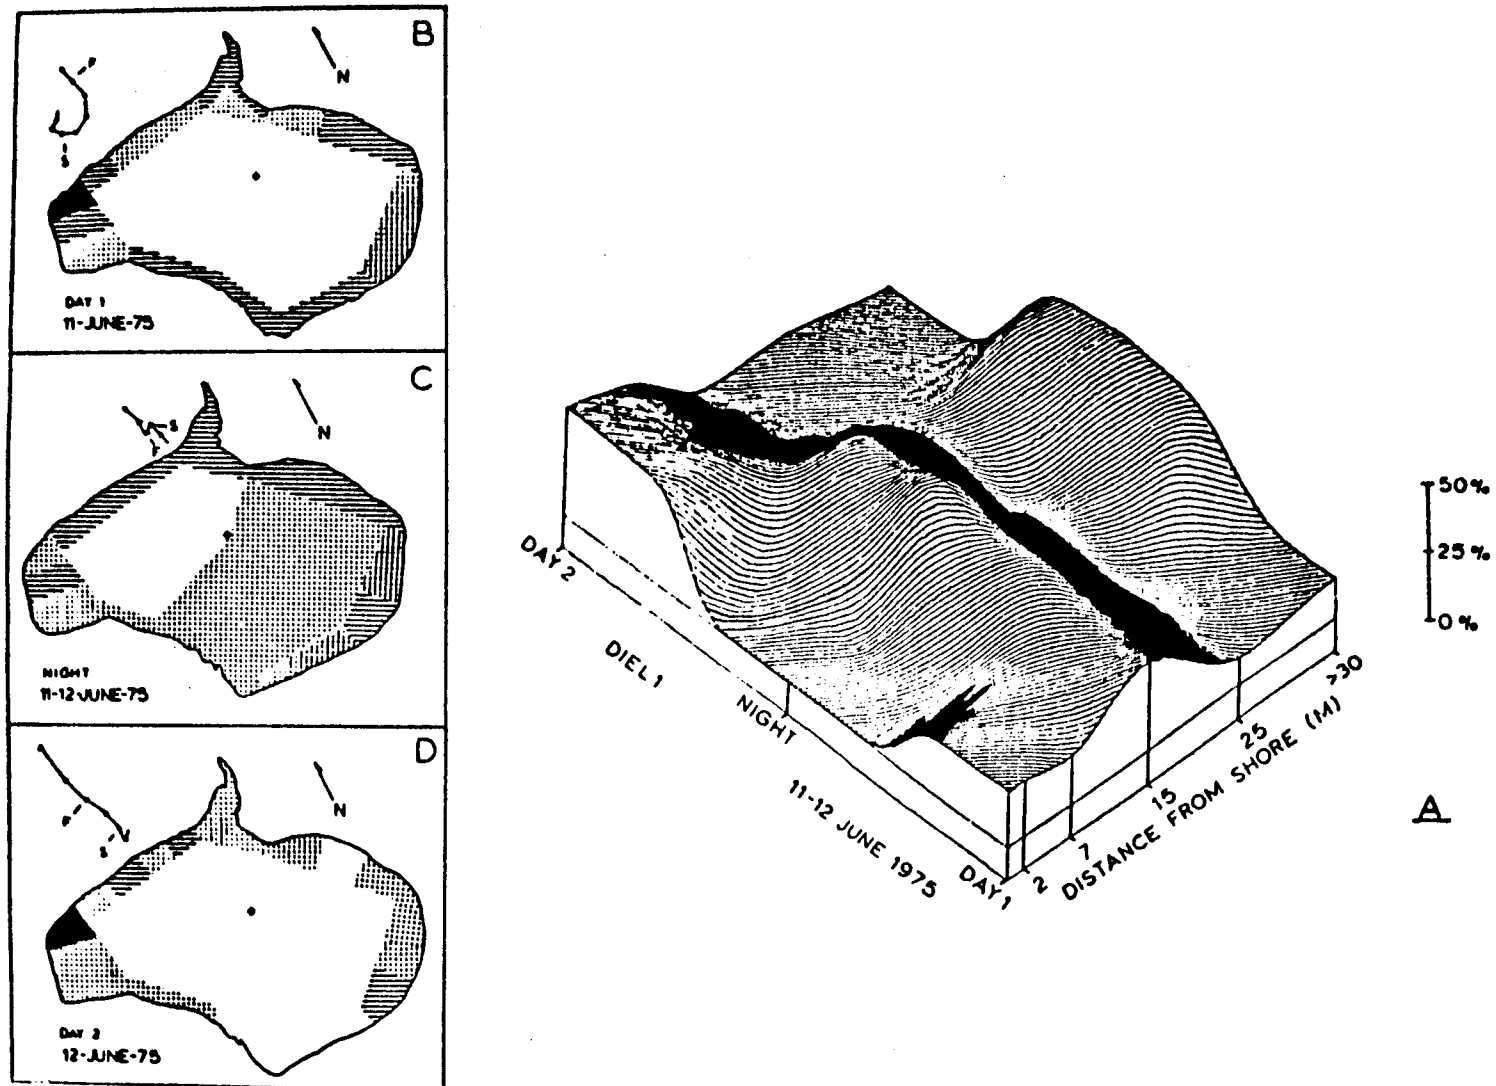 B
N
P
S
DAY 1
11-JUNE-75
C
N
S
NIGHT
11-12-JUNE-75
D
N
P
S
DAY 2
12-JUNE-75
50%
25%
0%
DAY 2
DIEL 1
NIGHT
11-12 JUNE 1975
DAY 1
2
7
15
25
>30
DISTANCE FROM SHORE (M)
A